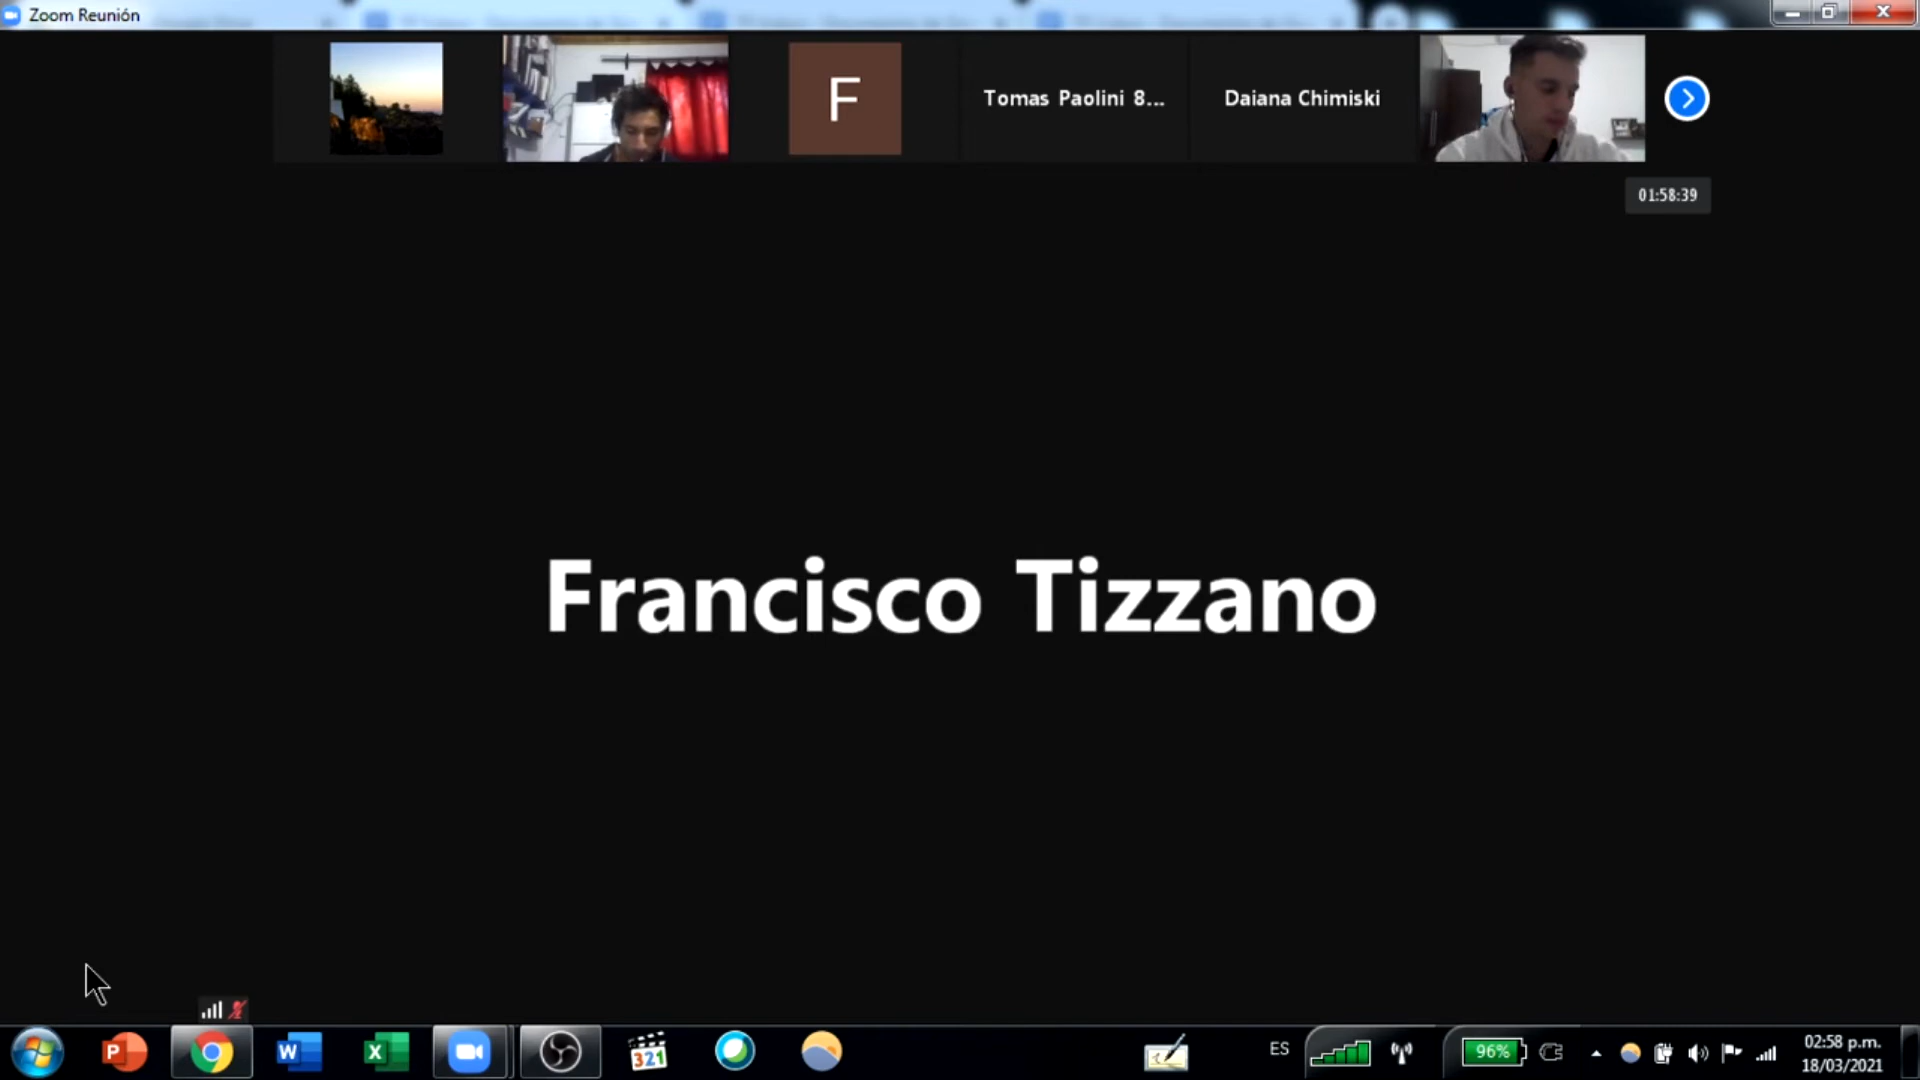 Zoom Reunión
F
Tomas Paolini 8...
Daiana Chimiski
01:58:39
Francisco Tizzano
P
W
X
321
ES
96%
02:58 p.m.
18/03/2021